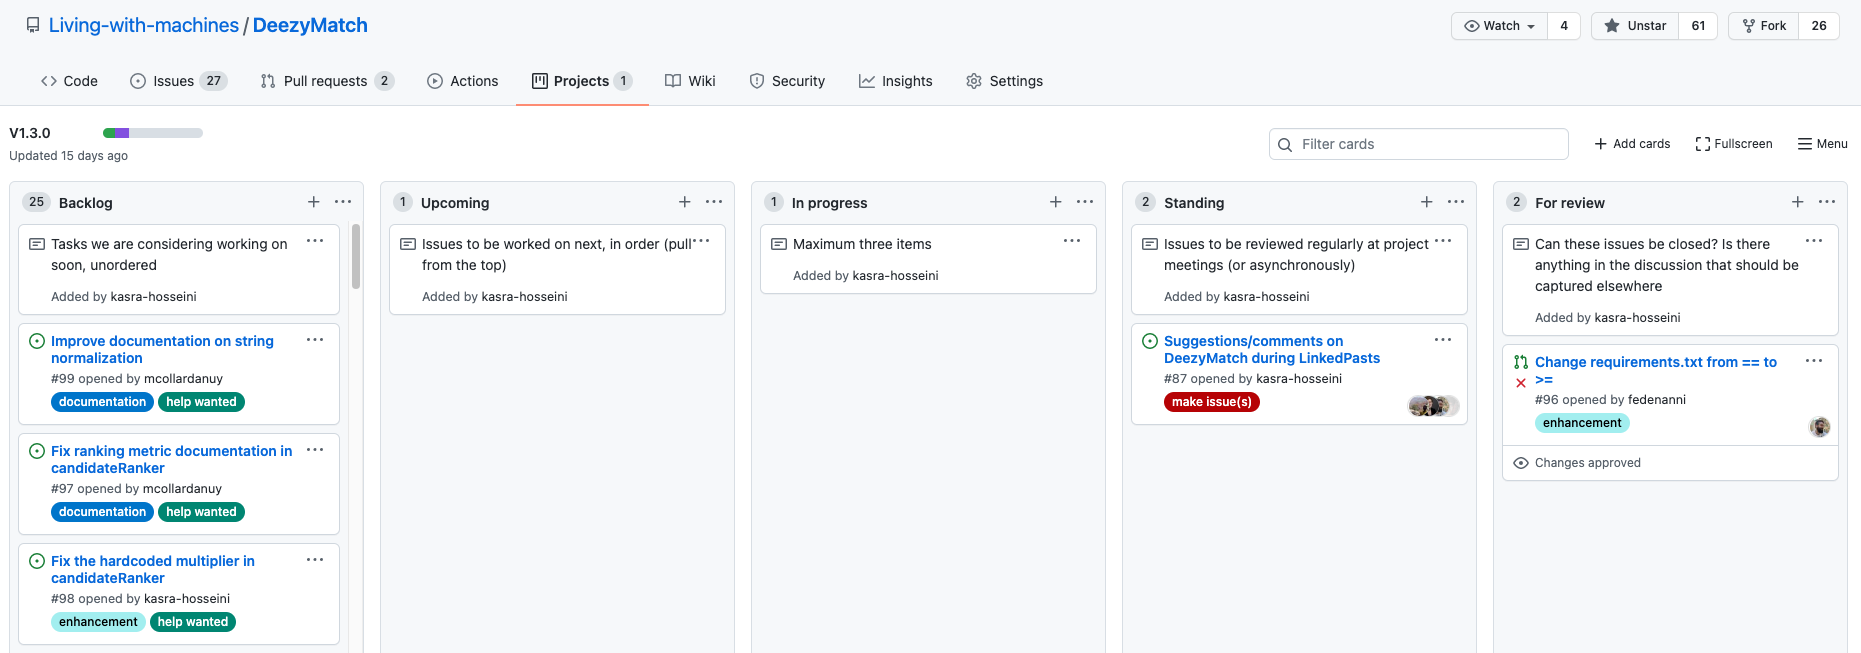 Living-with-machines / DeezyMatch
Watch 4 Unstar 61 Fork 26
Code Issues 27 Pull requests 2 Actions Projects 1 Wiki Security Insights Settings
V1.3.0
Updated 15 days ago
Filter cards
Add cards Fullscreen Menu
25 Backlog
Tasks we are considering working on
soon, unordered
Added by kasra-hosseini
Improve documentation on string
normalization
#99 opened by mcollardanuy
documentation help wanted
Fix ranking metric documentation in
candidateRanker
#97 opened by mcollardanuy
documentation help wanted
Fix the hardcoded multiplier in
candidateRanker
#98 opened by kasra-hosseini
enhancement help wanted
1 Upcoming
Issues to be worked on next, in order (pull
from the top)
Added by kasra-hosseini
1 In progress
Maximum three items
Added by kasra-hosseini
2 Standing
Issues to be reviewed regularly at project
meetings (or asynchronously)
Added by kasra-hosseini
Suggestions/comments on
DeezyMatch during LinkedPasts
#87 opened by kasra-hosseini
make issue(s)
2 For review
Can these issues be closed? Is there
anything in the discussion that should be
captured elsewhere
Added by kasra-hosseini
Change requirements.txt from == to
>=
#96 opened by fedenanni
enhancement
Changes approved